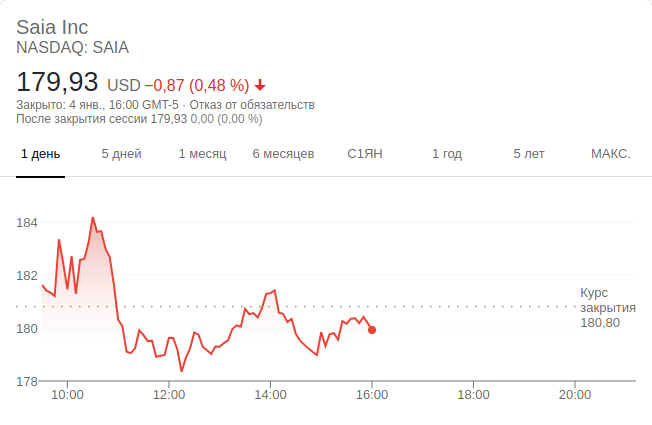 Saia Inc
NASDAQ: SAIA
179,93 USD −0,87 (0,48 %)
Закрыто: 4 янв., 16:00 GMT-5 · Отказ от обязательств
После закрытия сессии 179,93 0,00 (0,00 %)
1 день 5 дней 1 месяц 6 месяцев С1ЯН 1 год 5 лет МАКС.
184
182
Курс
закрытия
180,80
180
178
10:00 12:00 14:00 16:00 18:00 20:00